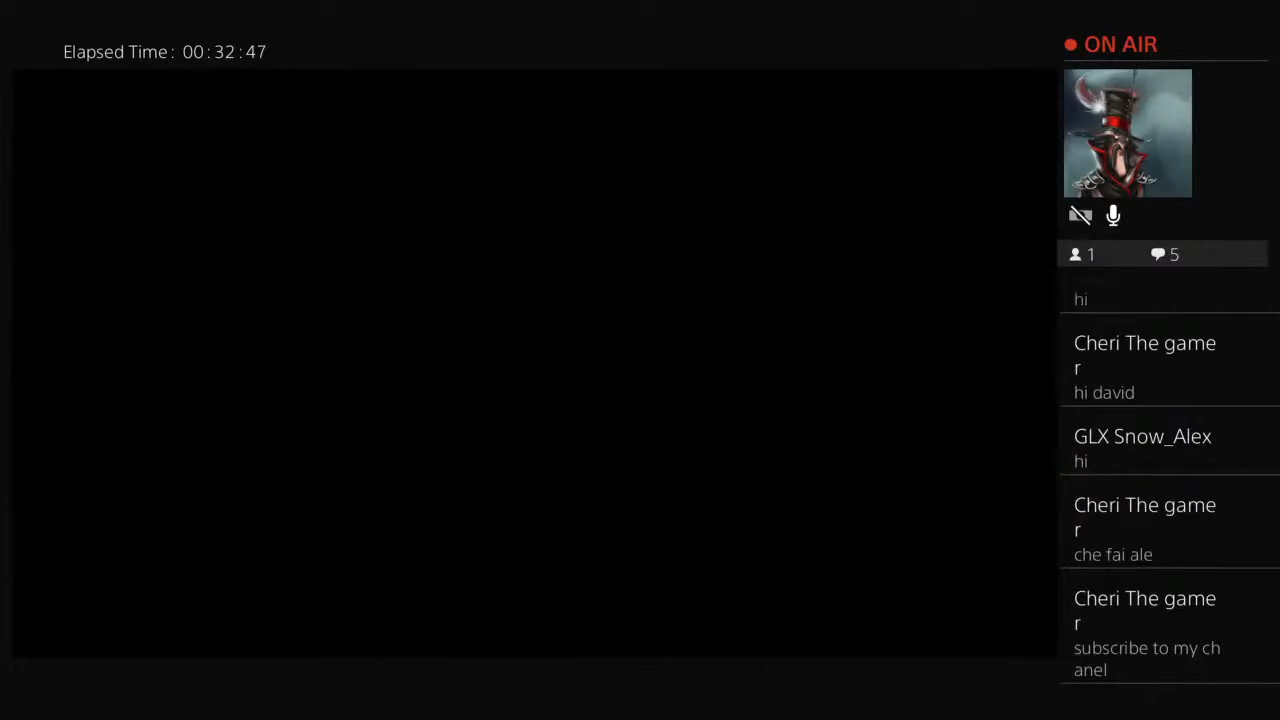 Elapsed Time: 00:32:47
ON AIR
1 5
hi
Cheri The game
r
hi david
GLX Snow_Alex
hi
Cheri The game
r
che fai ale
Cheri The game
r
subscribe to my ch
anel